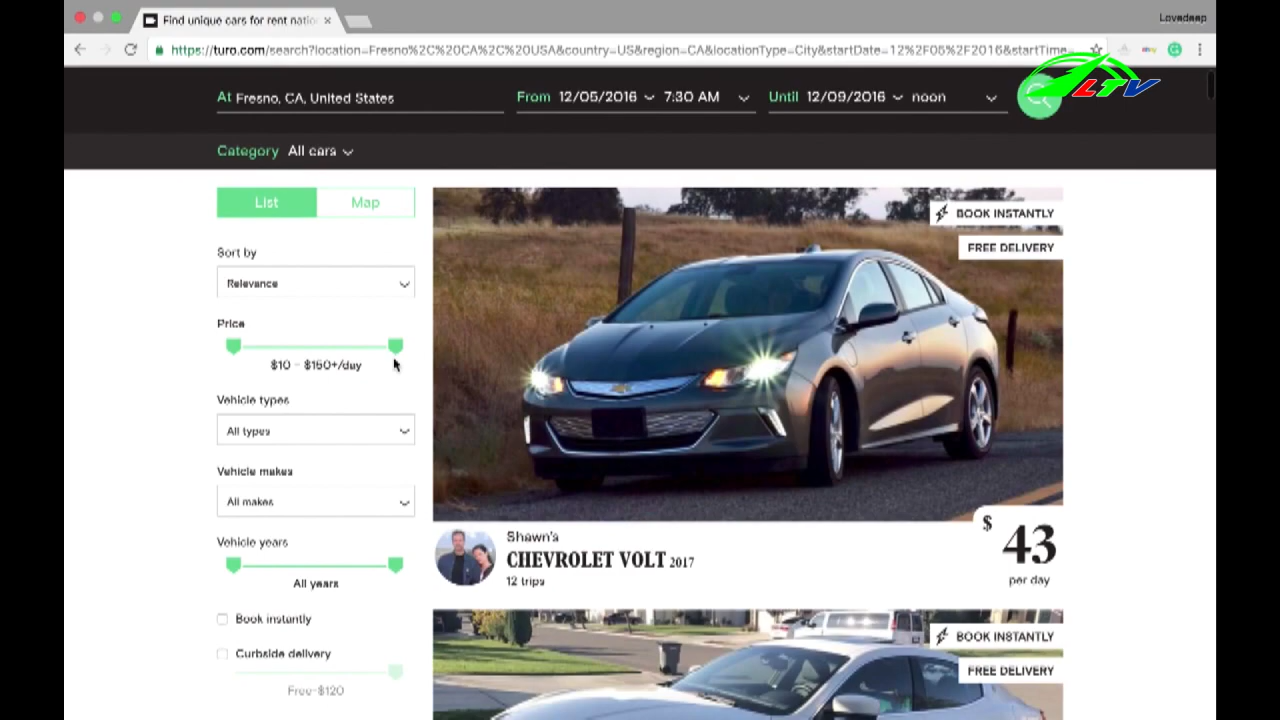 Find unique cars for rent natio
Lovedeep
https://turo.com/search?location=Fresno%2C%20CA%2C%20USA&country=US&region=CA&locationType=City&startDate=12%2F05%2F2016&startTime=
LTV
At Fresno, CA, United States
From 12/05/2016 7:30 AM
Until 12/09/2016 noon
Category All cars
List
Map
BOOK INSTANTLY
FREE DELIVERY
Sort by
Relevance
Price
$10 - $150+/day
Vehicle types
All types
Vehicle makes
All makes
Vehicle years
All years
Book instantly
Curbside delivery
Free-$120
Shawn's
CHEVROLET VOLT 2017
12 trips
$ 43
per day
BOOK INSTANTLY
FREE DELIVERY